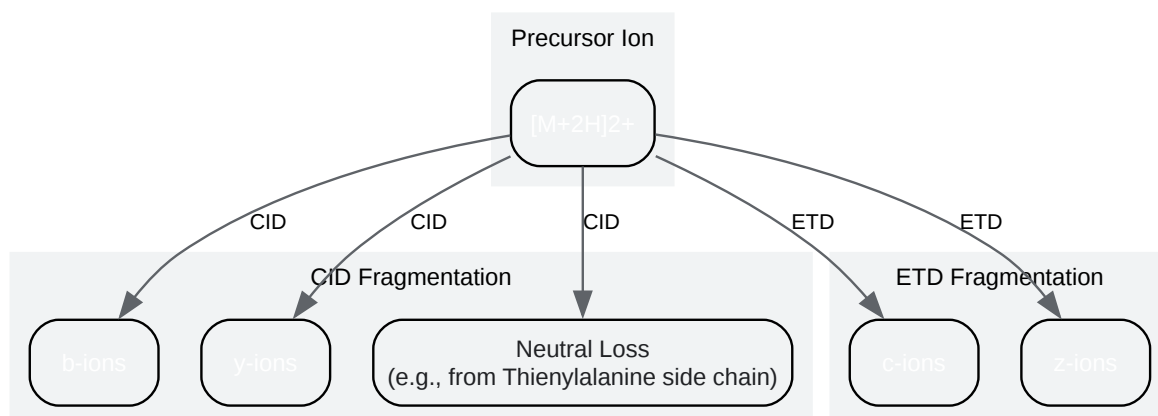 Precursor Ion
[M+2H]2+
CID
CID
CID
ETD
ETD
CID Fragmentation
ETD Fragmentation
b-ions
y-ions
Neutral Loss
(e.g., from Thienylalanine side chain)
c-ions
z-ions